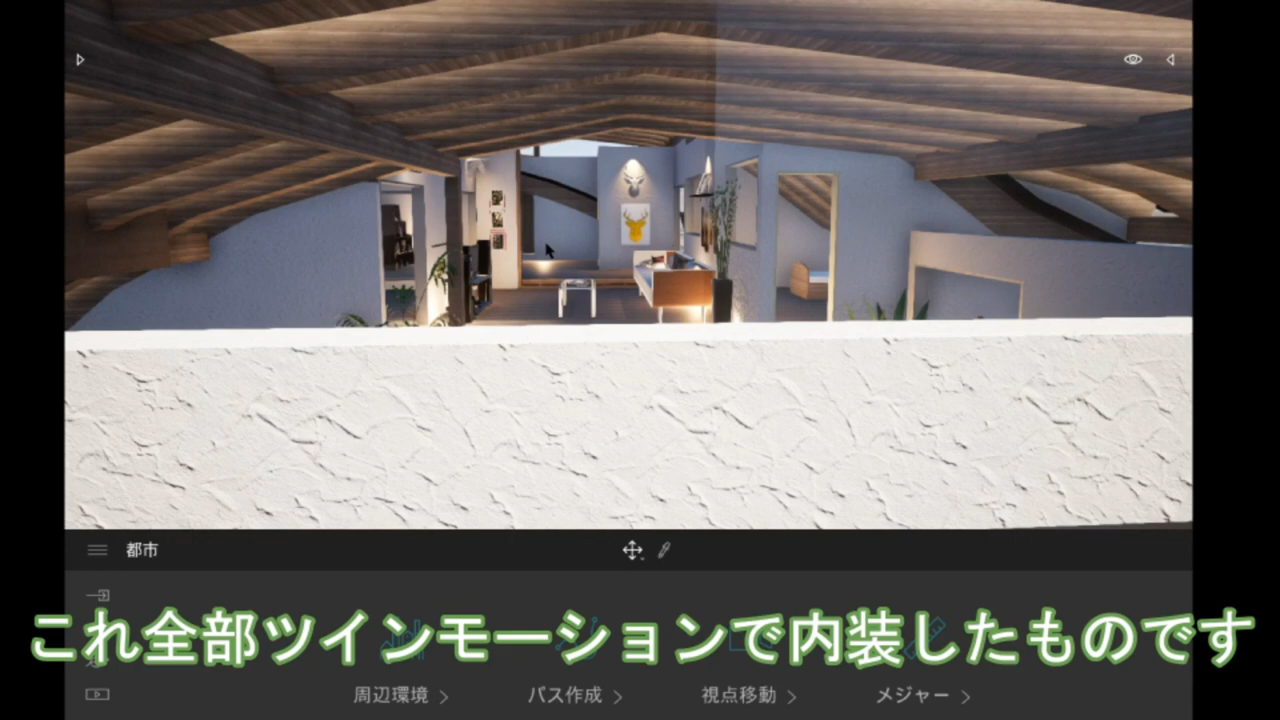 都市
これ全部ツインモーションで内装したものです
周辺環境
パス作成
視点移動
メジャー